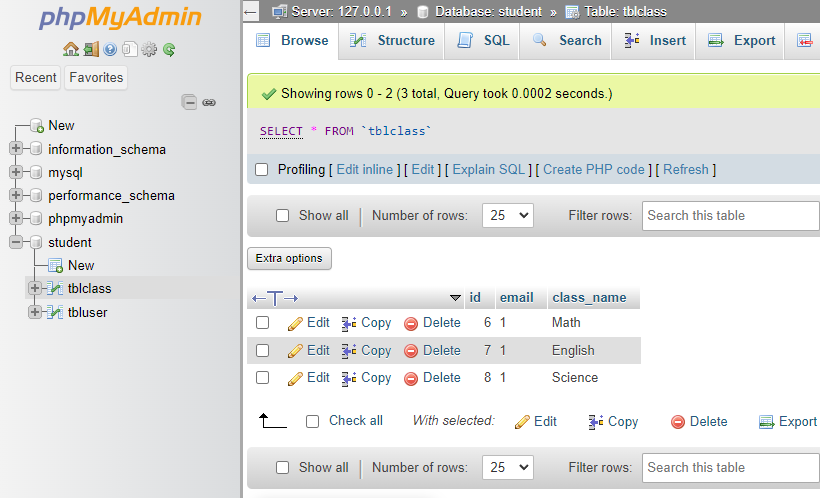 phpMyAdmin
Recent Favorites
New
information_schema
mysql
performance_schema
phpmyadmin
student
New
tblclass
tbluser
Server: 127.0.0.1 » Database: student » Table: tblclass
Browse Structure SQL Search Insert Export
Showing rows 0 - 2 (3 total, Query took 0.0002 seconds.)
SELECT * FROM `tblclass`
Profiling [ Edit inline ] [ Edit ] [ Explain SQL ] [ Create PHP code ] [ Refresh ]
Show all | Number of rows: 25 Filter rows: Search this table
Extra options
←T→ id email class_name
Edit Copy Delete 6 1 Math
Edit Copy Delete 7 1 English
Edit Copy Delete 8 1 Science
Check all With selected: Edit Copy Delete Export
Show all | Number of rows: 25 Filter rows: Search this table